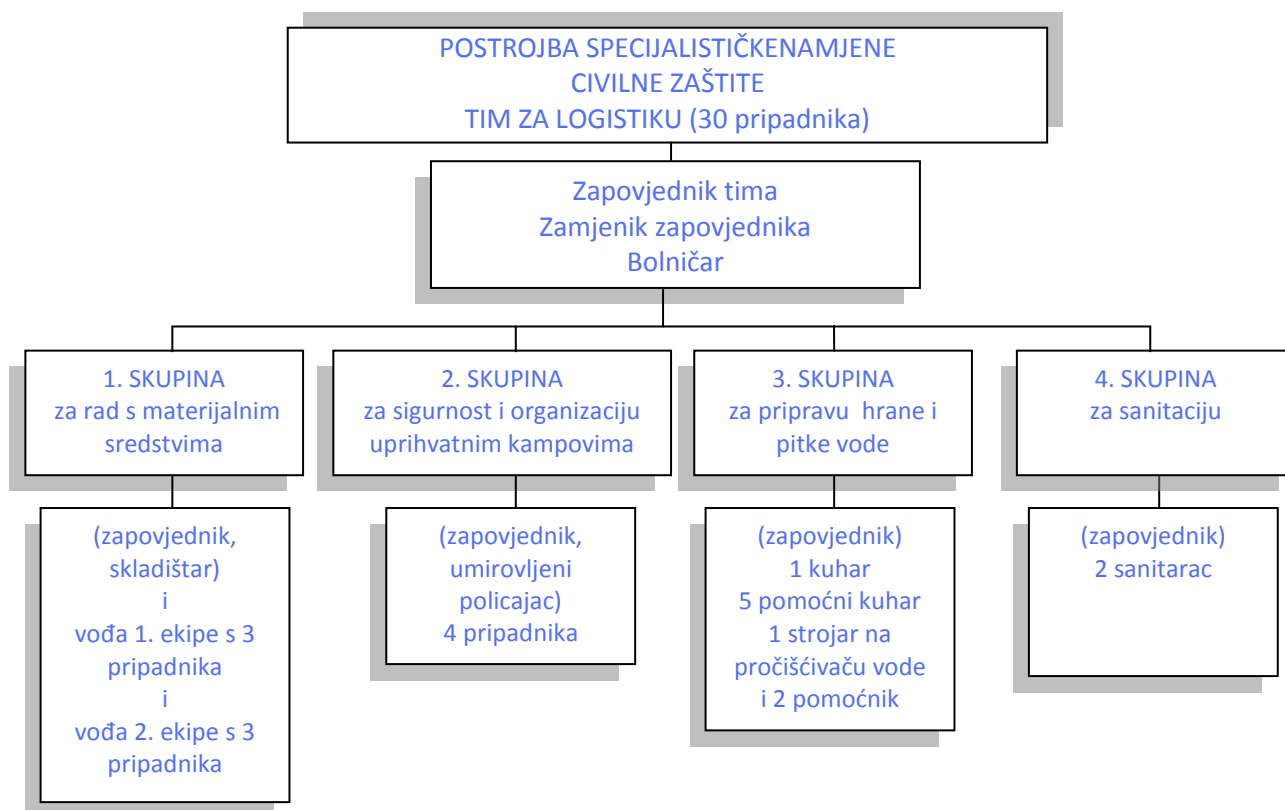 POSTROJBA SPECIJALISTIČKENAMJENE
CIVILNE ZAŠTITE
TIM ZA LOGISTIKU (30 pripadnika)
Zapovjednik tima
Zamjenik zapovjednika
Bolničar
1. SKUPINA
za rad s materijalnim
sredstvima
2. SKUPINA
za sigurnost i organizaciju
uprihvatnim kampovima
3. SKUPINA
za pripravu hrane i
pitke vode
4. SKUPINA
za sanitaciju
(zapovjednik,
skladištar)
i
vođa 1. ekipe s 3
pripadnika
i
vođa 2. ekipe s 3
pripadnika
(zapovjednik,
umirovljeni
policajac)
4 pripadnika
(zapovjednik)
1 kuhar
5 pomoćni kuhar
1 strojar na
pročišćivaču vode
i 2 pomoćnik
(zapovjednik)
2 sanitarac